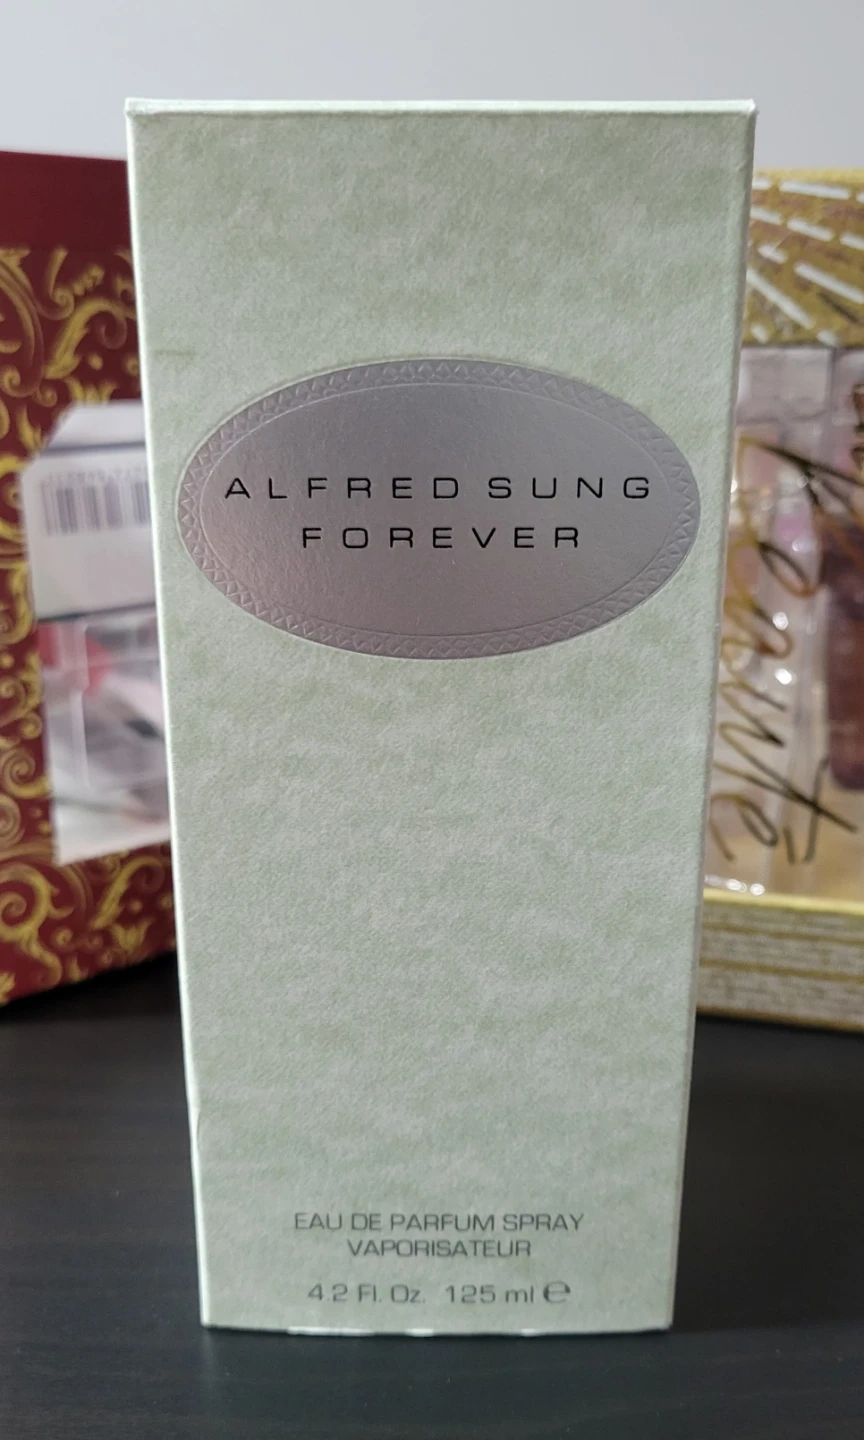 ALFRED SUNG
FOREVER
EAU DE PARFUM SPRAY
VAPORISATEUR
4.2 Fl. Oz. 125 ml ℮